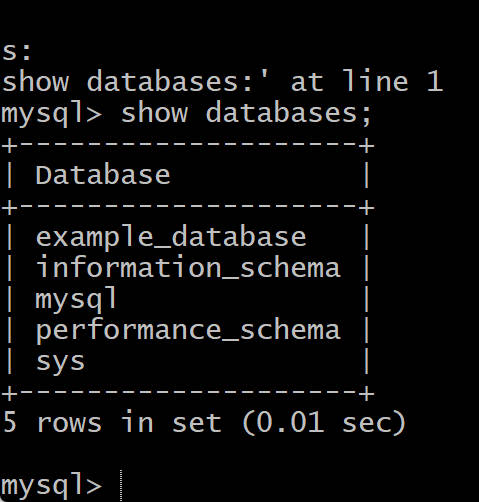 s:
show databases:' at line 1
mysql> show databases;
+--------------------+
| Database           |
+--------------------+
| example_database   |
| information_schema |
| mysql              |
| performance_schema |
| sys                |
+--------------------+
5 rows in set (0.01 sec)
mysql>